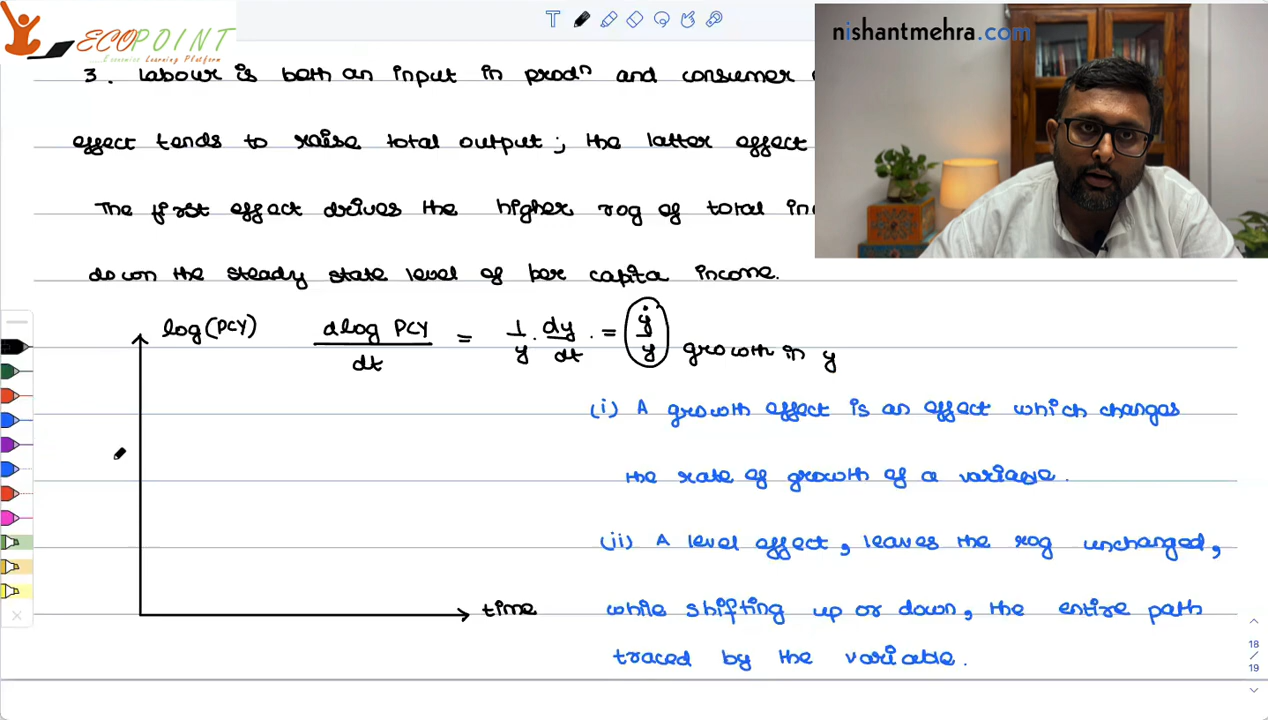 ECOPOINT
Economics Learning Platform
nishantmehra.com
3. Labour is both an input in prodⁿ and consumer
effect tends to raise total output; the latter effect
The first effect drives the higher rog of total in
down the steady state level of per capita income.
log(PCY) dlog PCY / dt = 1/y . dy/dt . = ẏ/y growth in y
(i) A growth effect is an effect which changes
the rate of growth of a variable.
(ii) A level effect, leaves the rog unchanged,
while shifting up or down, the entire path
traced by the variable.
time
18
/
19